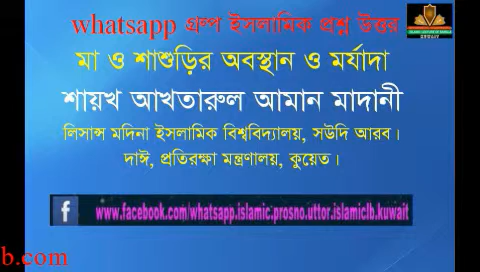 whatsapp গ্রুপ ইসলামিক প্রশ্ন উত্তর
মা ও শাশুড়ির অবস্থান ও মর্যাদা
শায়খ আখতারুল আমান মাদানী
লিসান্স মদিনা ইসলামিক বিশ্ববিদ্যালয়, সউদি আরব।
দাঈ, প্রতিরক্ষা মন্ত্রণালয়, কুয়েত।
f www.facebook.com/whatsapp.islamic.prosno.uttor.islamiclb.kuwait
b.com